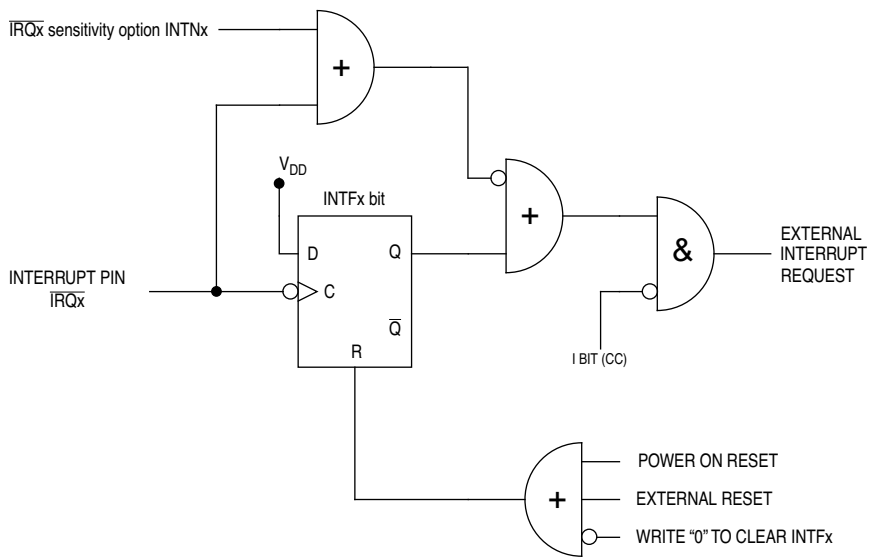 IRQx sensitivity option INTNx
+
VDD
INTFx bit
+
D
Q
&
EXTERNAL
INTERRUPT
REQUEST
INTERRUPT PIN
IRQx
C
Q
R
I BIT (CC)
POWER ON RESET
+
EXTERNAL RESET
WRITE “0” TO CLEAR INTFx